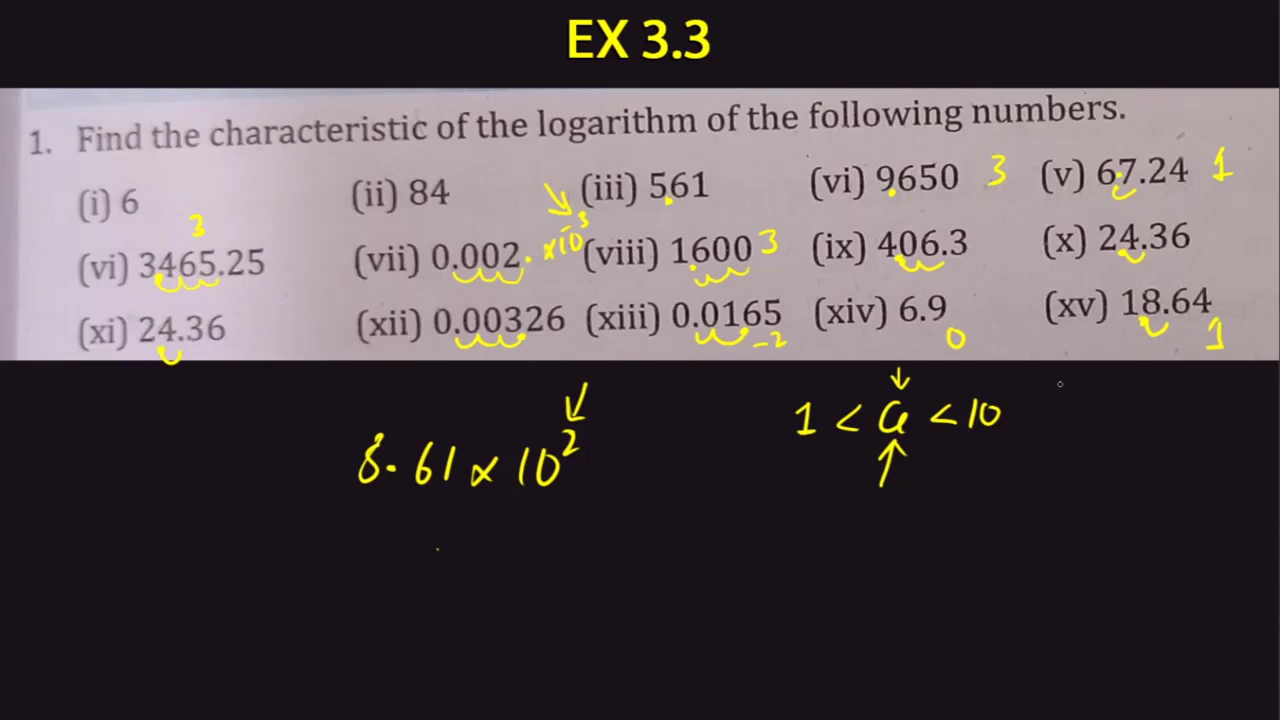 EX 3.3
1. Find the characteristic of the logarithm of the following numbers.
(i) 6 (ii) 84 (iii) 561 (vi) 9650 3 (v) 67.24 1
3
(vi) 3465.25 (vii) 0.002 . ×10⁻³ (viii) 1600 3 (ix) 406.3 (x) 24.36
(xi) 24.36 (xii) 0.00326 (xiii) 0.0165 -2 (xiv) 6.9 0 (xv) 18.64 1
8.61 × 10² 1 < a < 10